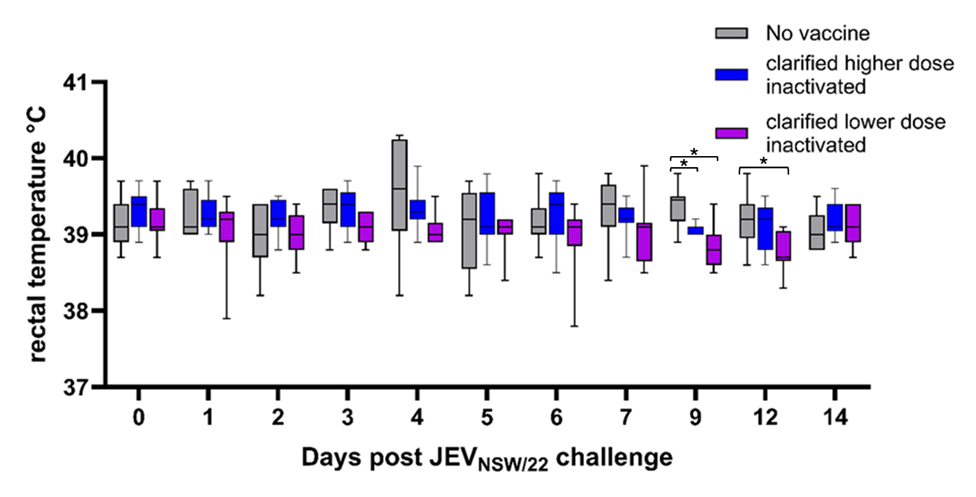 No vaccine
clarified higher dose
inactivated
clarified lower dose
inactivated
rectal temperature °C
41
40
39
38
37
* 
*
*
0 1 2 3 4 5 6 7 9 12 14
Days post JEV_NSW/22 challenge